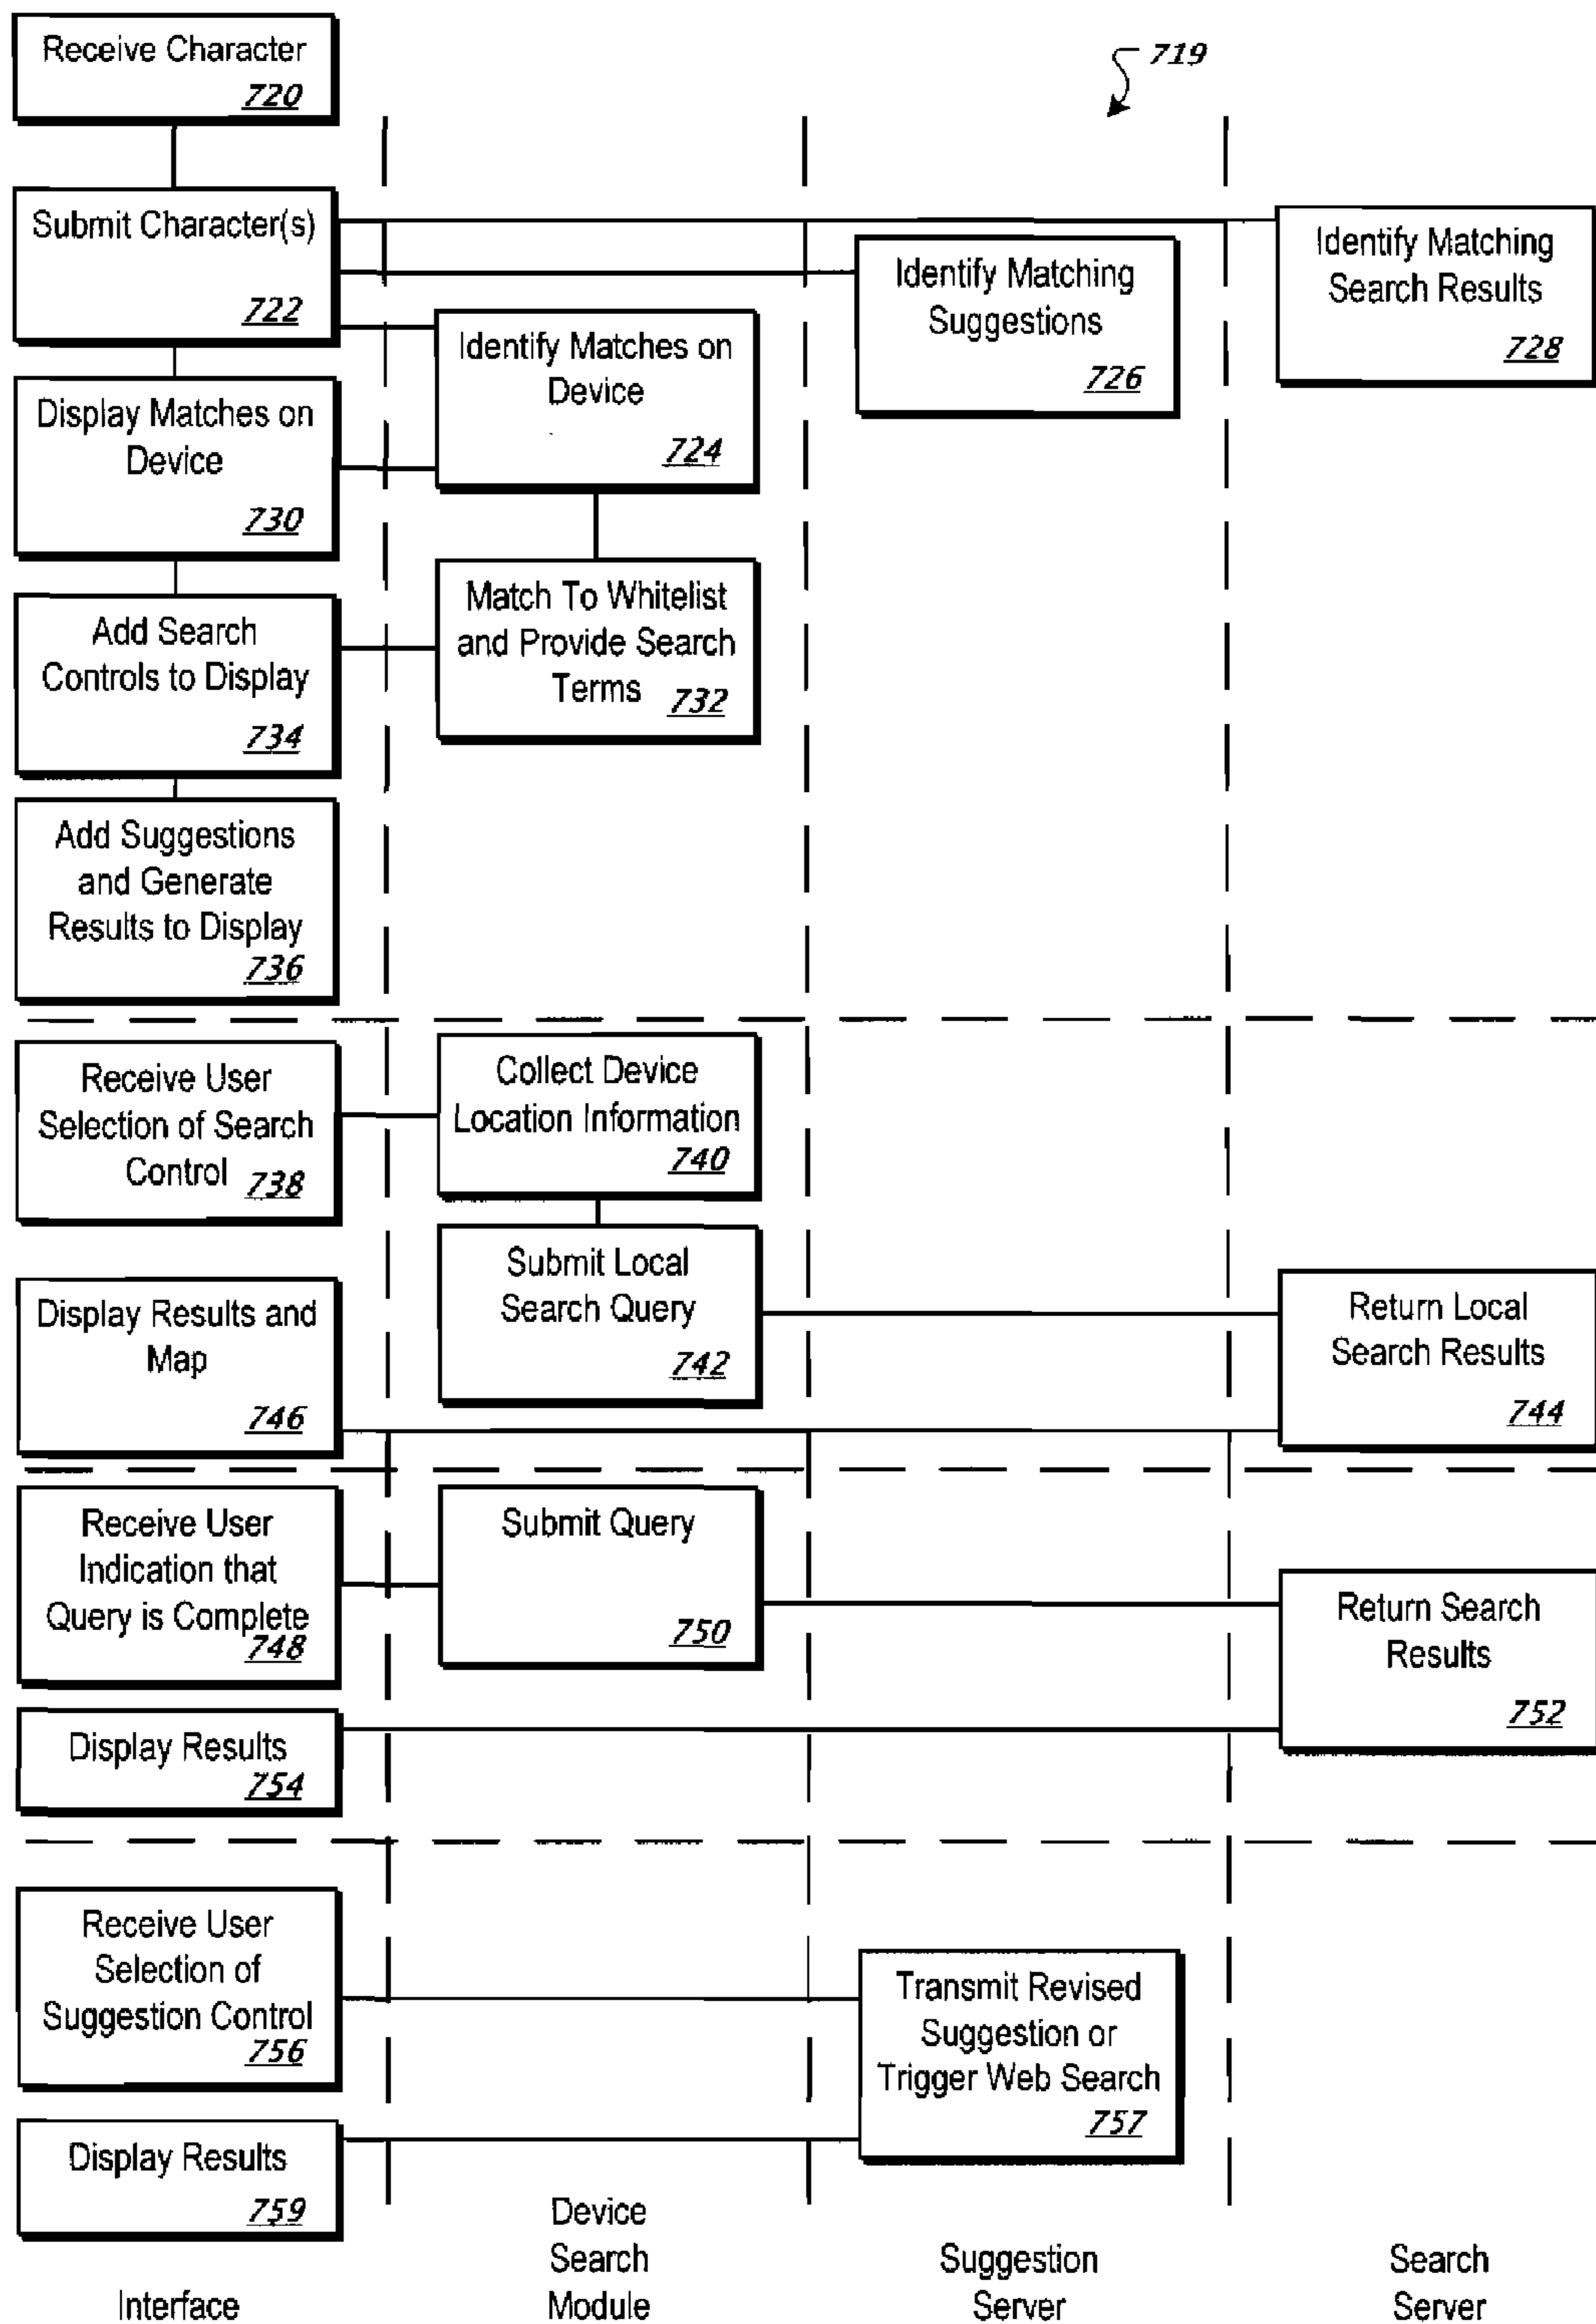 Receive Character
720
719
Submit Character(s)
722
Identify Matching
Search Results
728
Identify Matching
Suggestions
726
Identify Matches on
Device
724
Display Matches on
Device
730
Match To Whitelist
and Provide Search
Terms 732
Add Search
Controls to Display
734
Add Suggestions
and Generate
Results to Display
736
Receive User
Selection of Search
Control 738
Collect Device
Location Information
740
Submit Local
Search Query
742
Return Local
Search Results
744
Display Results and
Map
746
Receive User
Indication that
Query is Complete
748
Submit Query
750
Return Search
Results
752
Display Results
754
Receive User
Selection of
Suggestion Control
756
Transmit Revised
Suggestion or
Trigger Web Search
757
Display Results
759
Interface
Device
Search
Module
Suggestion
Server
Search
Server